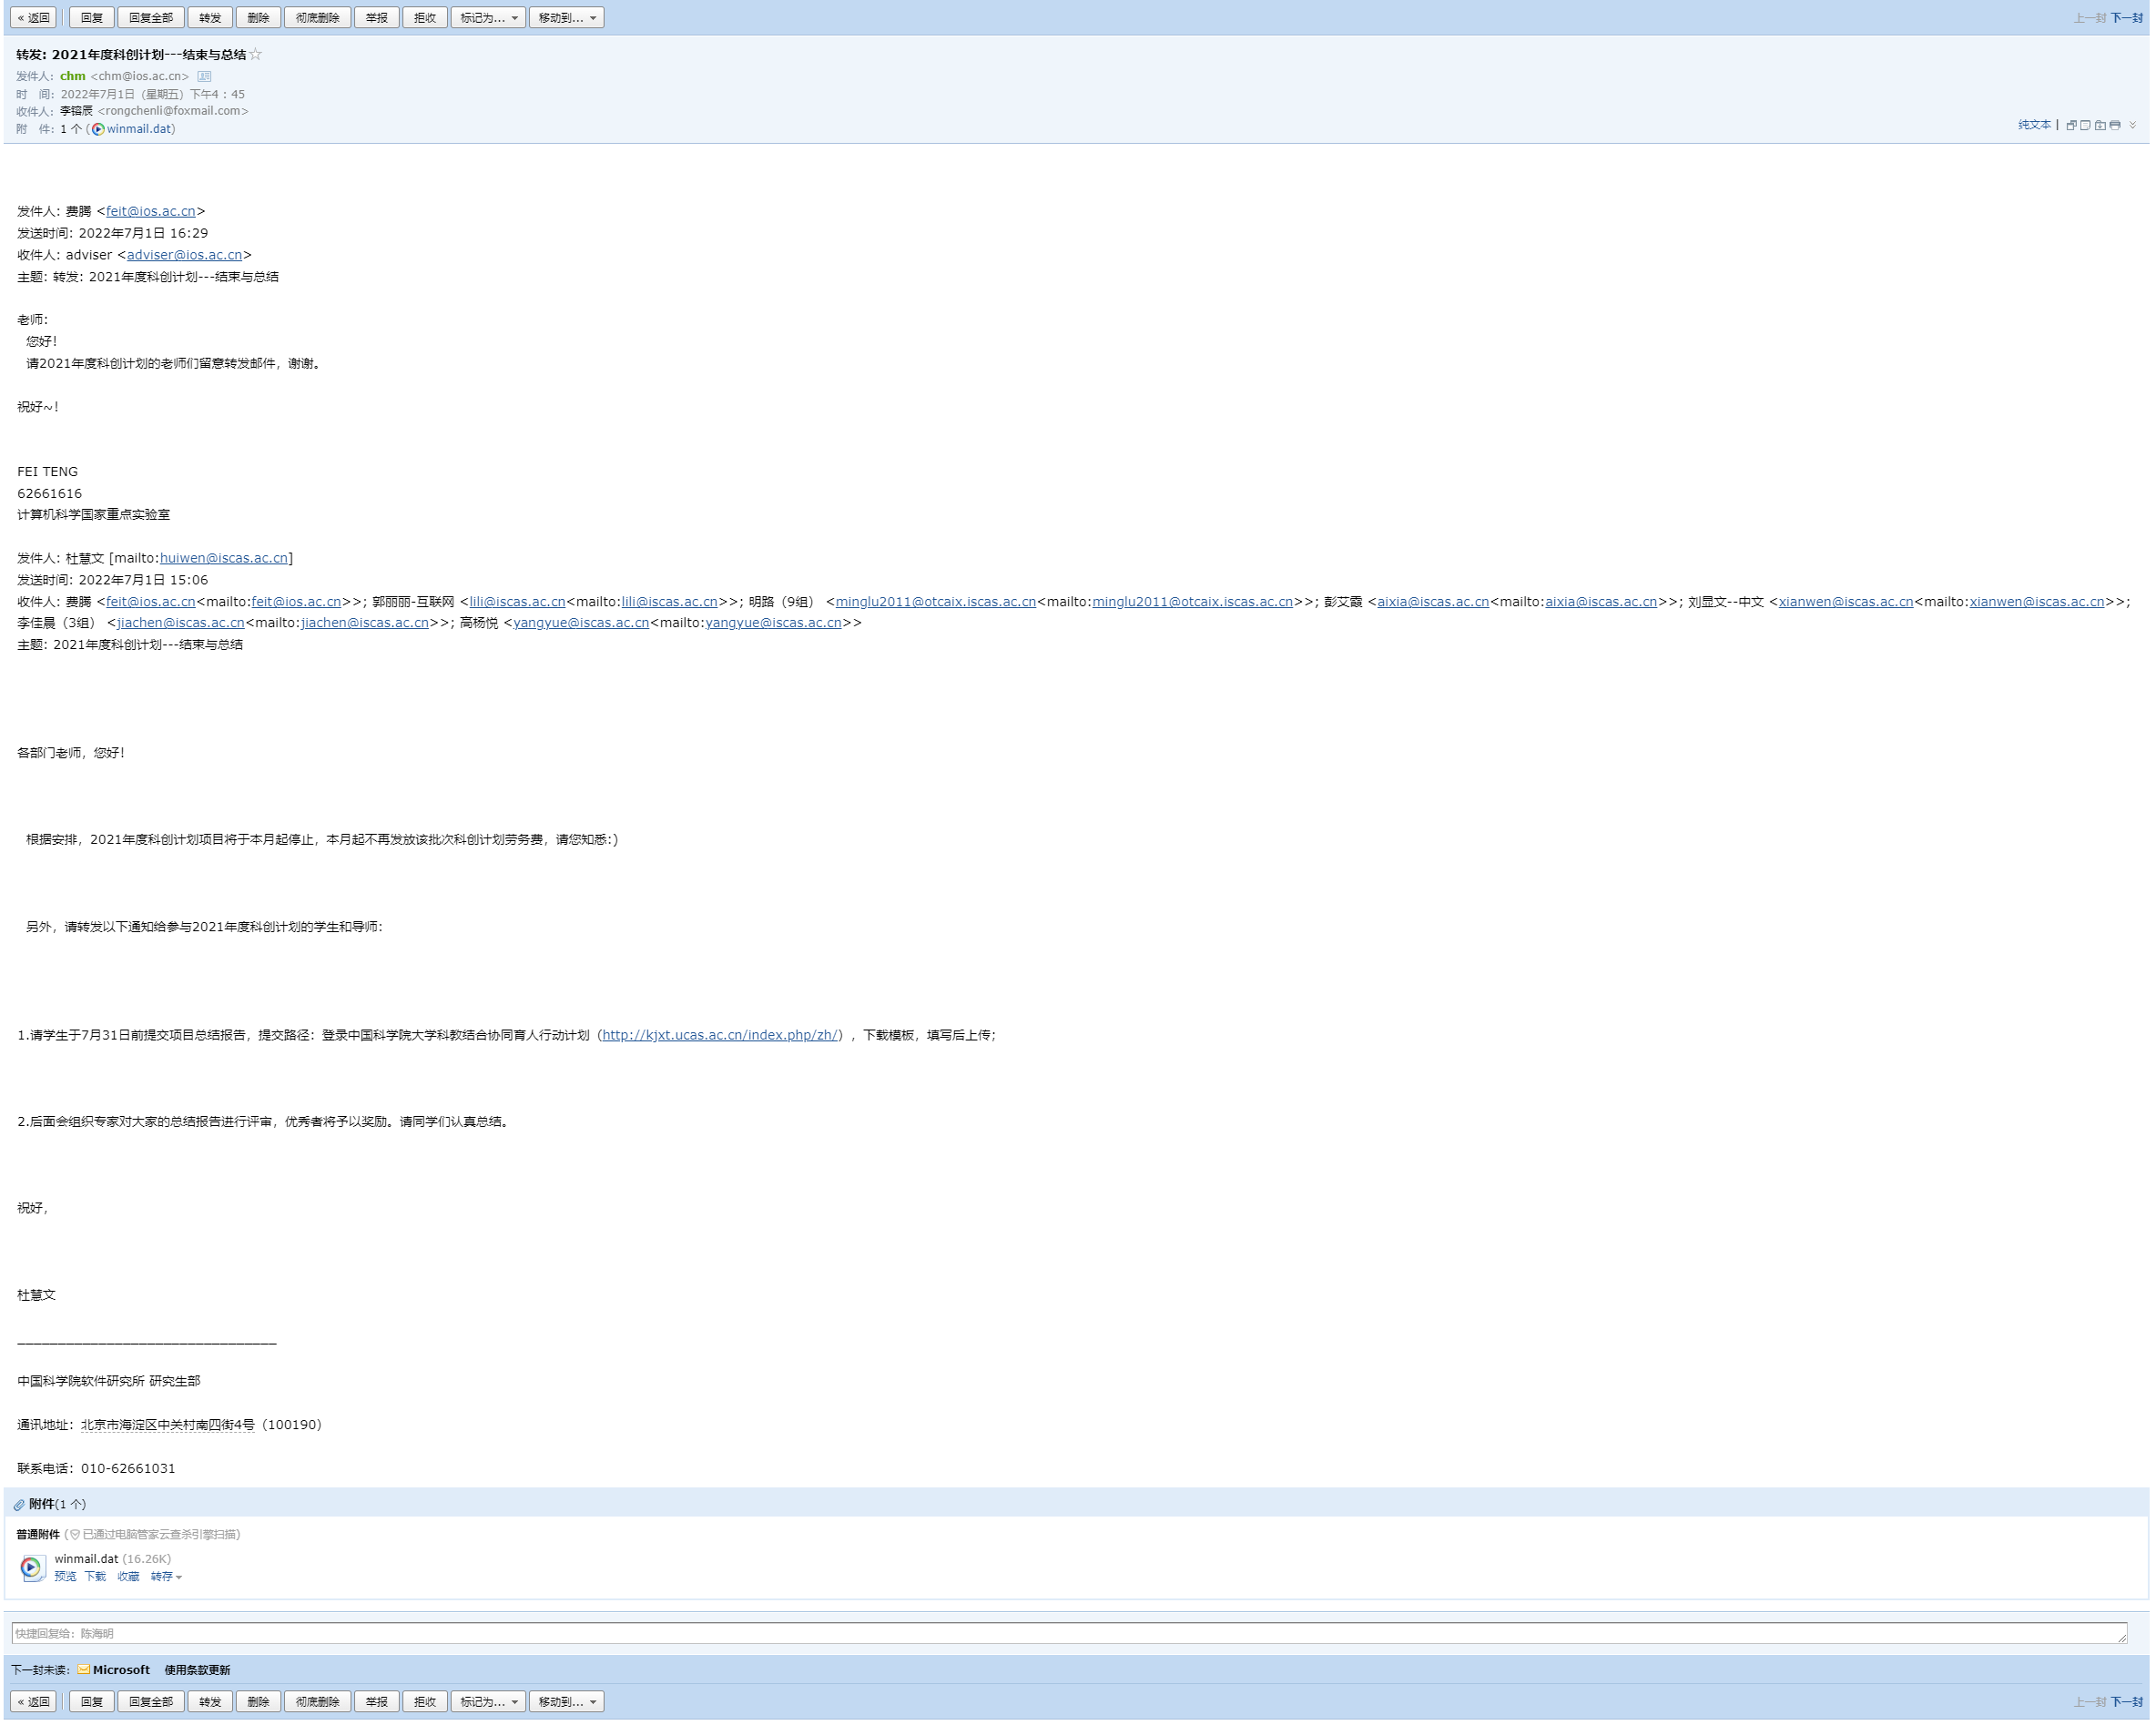 « 返回 回复 回复全部 转发 删除 彻底删除 举报 拒收 标记为... 移动到... 上一封 下一封
转发: 2021年度科创计划---结束与总结
发件人: chm <chm@ios.ac.cn>
时 间: 2022年7月1日 (星期五) 下午4：45
收件人: 李镕辰 <rongchenli@foxmail.com>
附 件: 1 个 (winmail.dat) 纯文本 |
发件人: 费腾 <feit@ios.ac.cn>
发送时间: 2022年7月1日 16:29
收件人: adviser <adviser@ios.ac.cn>
主题: 转发: 2021年度科创计划---结束与总结
老师:
您好！
请2021年度科创计划的老师们留意转发邮件，谢谢。
祝好~！
FEI TENG
62661616
计算机科学国家重点实验室
发件人: 杜慧文 [mailto:huiwen@iscas.ac.cn]
发送时间: 2022年7月1日 15:06
收件人: 费腾 <feit@ios.ac.cn<mailto:feit@ios.ac.cn>>; 郭丽丽-互联网 <lili@iscas.ac.cn<mailto:lili@iscas.ac.cn>>; 明路（9组） <minglu2011@otcaix.iscas.ac.cn<mailto:minglu2011@otcaix.iscas.ac.cn>>; 彭艾霞 <aixia@iscas.ac.cn<mailto:aixia@iscas.ac.cn>>; 刘显文--中文 <xianwen@iscas.ac.cn<mailto:xianwen@iscas.ac.cn>>;
李佳晨（3组） <jiachen@iscas.ac.cn<mailto:jiachen@iscas.ac.cn>>; 高杨悦 <yangyue@iscas.ac.cn<mailto:yangyue@iscas.ac.cn>>
主题: 2021年度科创计划---结束与总结
各部门老师，您好！
根据安排，2021年度科创计划项目将于本月起停止，本月起不再发放该批次科创计划劳务费，请您知悉:)
另外，请转发以下通知给参与2021年度科创计划的学生和导师:
1.请学生于7月31日前提交项目总结报告，提交路径：登录中国科学院大学科教结合协同育人行动计划（http://kjxt.ucas.ac.cn/index.php/zh/），下载模板，填写后上传；
2.后面会组织专家对大家的总结报告进行评审，优秀者将予以奖励。请同学们认真总结。
祝好，
杜慧文
________________________________
中国科学院软件研究所 研究生部
通讯地址：北京市海淀区中关村南四街4号（100190）
联系电话：010-62661031
附件(1 个)
普通附件 (已通过电脑管家云查杀引擎扫描)
winmail.dat (16.26K)
预览 下载 收藏 转存
快捷回复给：陈海明
下一封未读: Microsoft 使用条款更新
« 返回 回复 回复全部 转发 删除 彻底删除 举报 拒收 标记为... 移动到... 上一封 下一封